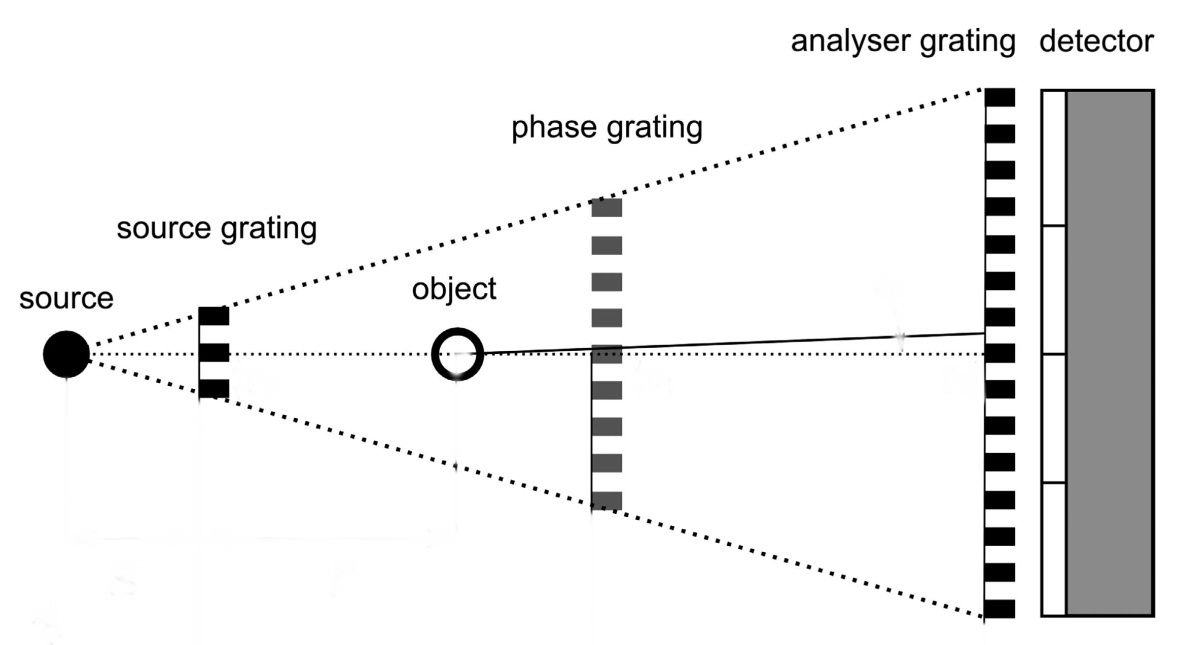 analyser grating
detector
phase grating
source grating
object
source